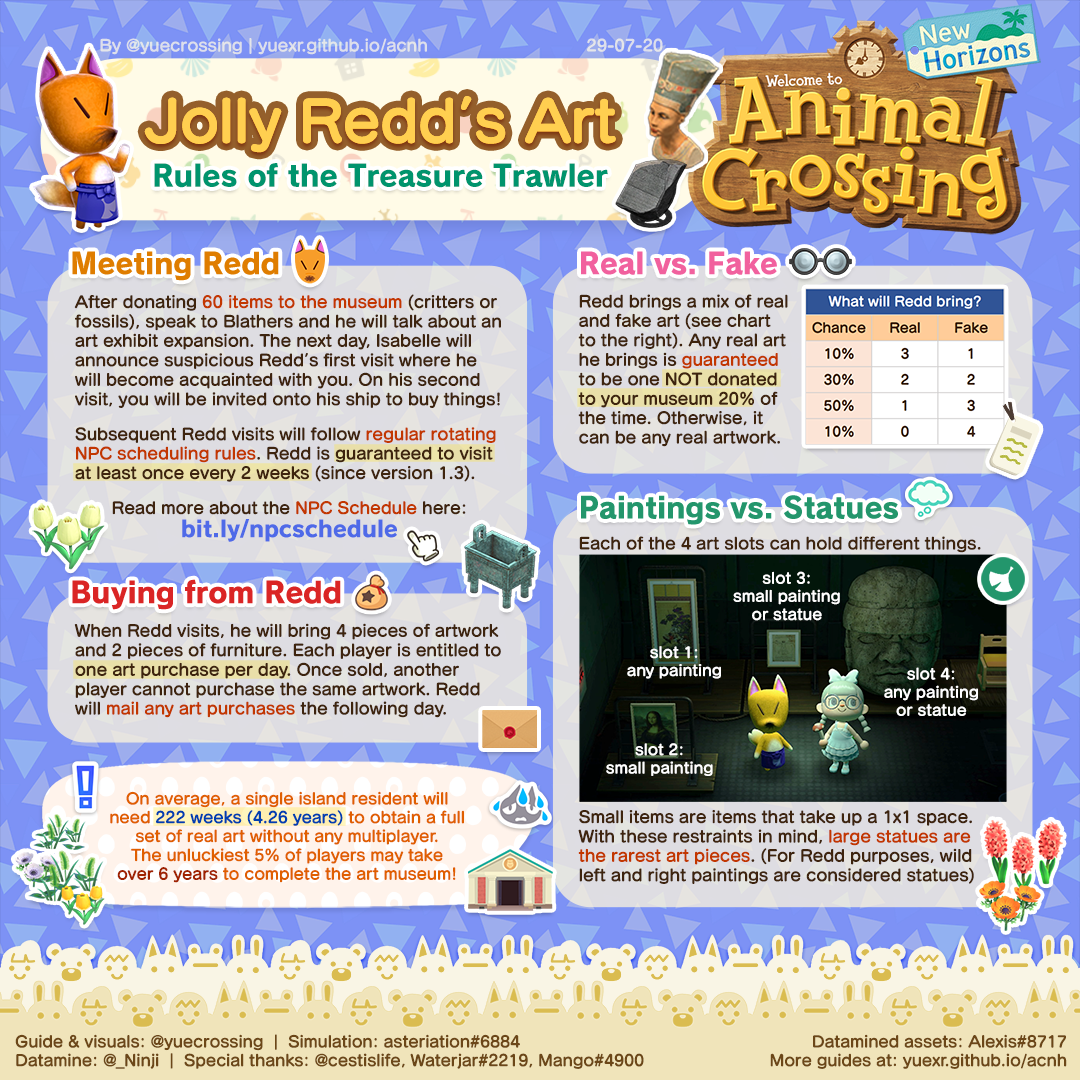 By @yuecrossing | yuexr.github.io/acnh
29-07-20
Jolly Redd's Art
Rules of the Treasure Trawler
Welcome to
Animal
Crossing
New
Horizons
Meeting Redd
After donating 60 items to the museum (critters or
fossils), speak to Blathers and he will talk about an
art exhibit expansion. The next day, Isabelle will
announce suspicious Redd's first visit where he
will become acquainted with you. On his second
visit, you will be invited onto his ship to buy things!
Subsequent Redd visits will follow regular rotating
NPC scheduling rules. Redd is guaranteed to visit
at least once every 2 weeks (since version 1.3).
Read more about the NPC Schedule here:
bit.ly/npcschedule
Buying from Redd
When Redd visits, he will bring 4 pieces of artwork
and 2 pieces of furniture. Each player is entitled to
one art purchase per day. Once sold, another
player cannot purchase the same artwork. Redd
will mail any art purchases the following day.
On average, a single island resident will
need 222 weeks (4.26 years) to obtain a full
set of real art without any multiplayer.
The unluckiest 5% of players may take
over 6 years to complete the art museum!
Real vs. Fake
Redd brings a mix of real
and fake art (see chart
to the right). Any real art
he brings is guaranteed
to be one NOT donated
to your museum 20% of
the time. Otherwise, it
can be any real artwork.
What will Redd bring?
Chance Real Fake
10% 3 1
30% 2 2
50% 1 3
10% 0 4
Paintings vs. Statues
Each of the 4 art slots can hold different things.
slot 3:
small painting
or statue
slot 1:
any painting
slot 4:
any painting
or statue
slot 2:
small painting
Small items are items that take up a 1x1 space.
With these restraints in mind, large statues are
the rarest art pieces. (For Redd purposes, wild
left and right paintings are considered statues)
Guide & visuals: @yuecrossing | Simulation: asteriation#6884
Datamine: @_Ninji | Special thanks: @cestislife, Waterjar#2219, Mango#4900
Datamined assets: Alexis#8717
More guides at: yuexr.github.io/acnh